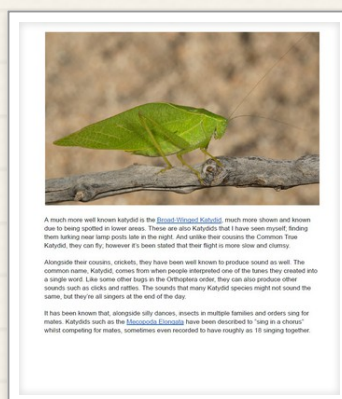 A much more well known katydid is the Broad-Winged Katydid, much more shown and known
due to being spotted in lower areas. These are also Katydids that I have seen myself, finding
them lurking near lamp posts late in the night. And unlike their cousins the Common True
Katydid, they can fly; however it's been stated that their flight is more slow and clumsy.
Alongside their cousins, crickets, they have been well known to produce sound as well. The
common name, Katydid, comes from when people interpreted one of the tunes they created into
a single word. Like some other bugs in the Orthoptera order, they can also produce other
sounds such as clicks and rattles. The sounds that many Katydid species might not sound the
same, but they're all singers at the end of the day.
It has been known that, alongside silly dances, insects in multiple families and orders sing for
mates. Katydids such as the Mecopoda Elongata have been described to "sing in a chorus"
whilst competing for mates, sometimes even recorded to have roughly as 18 singing together.